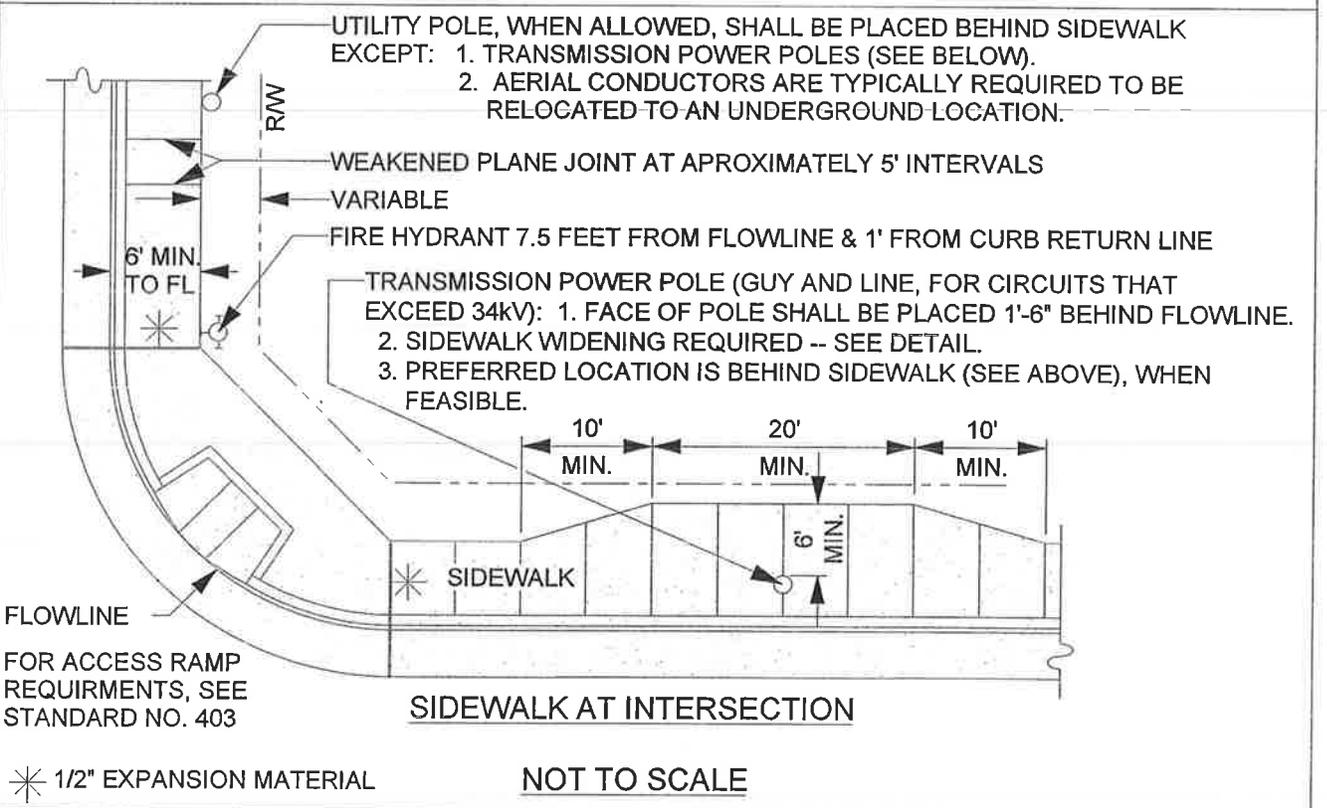 UTILITY POLE, WHEN ALLOWED, SHALL BE PLACED BEHIND SIDEWALK
EXCEPT: 1. TRANSMISSION POWER POLES (SEE BELOW).
2. AERIAL CONDUCTORS ARE TYPICALLY REQUIRED TO BE
RELOCATED TO AN UNDERGROUND LOCATION.
R/W
WEAKENED PLANE JOINT AT APROXIMATELY 5' INTERVALS
VARIABLE
FIRE HYDRANT 7.5 FEET FROM FLOWLINE & 1' FROM CURB RETURN LINE
6' MIN.
TO FL
TRANSMISSION POWER POLE (GUY AND LINE, FOR CIRCUITS THAT
EXCEED 34kV): 1. FACE OF POLE SHALL BE PLACED 1'-6" BEHIND FLOWLINE.
2. SIDEWALK WIDENING REQUIRED -- SEE DETAIL.
3. PREFERRED LOCATION IS BEHIND SIDEWALK (SEE ABOVE), WHEN
FEASIBLE.
10'
MIN.
20'
MIN.
10'
MIN.
6'
MIN.
SIDEWALK
FLOWLINE
FOR ACCESS RAMP
REQUIRMENTS, SEE
STANDARD NO. 403
SIDEWALK AT INTERSECTION
1/2" EXPANSION MATERIAL
NOT TO SCALE